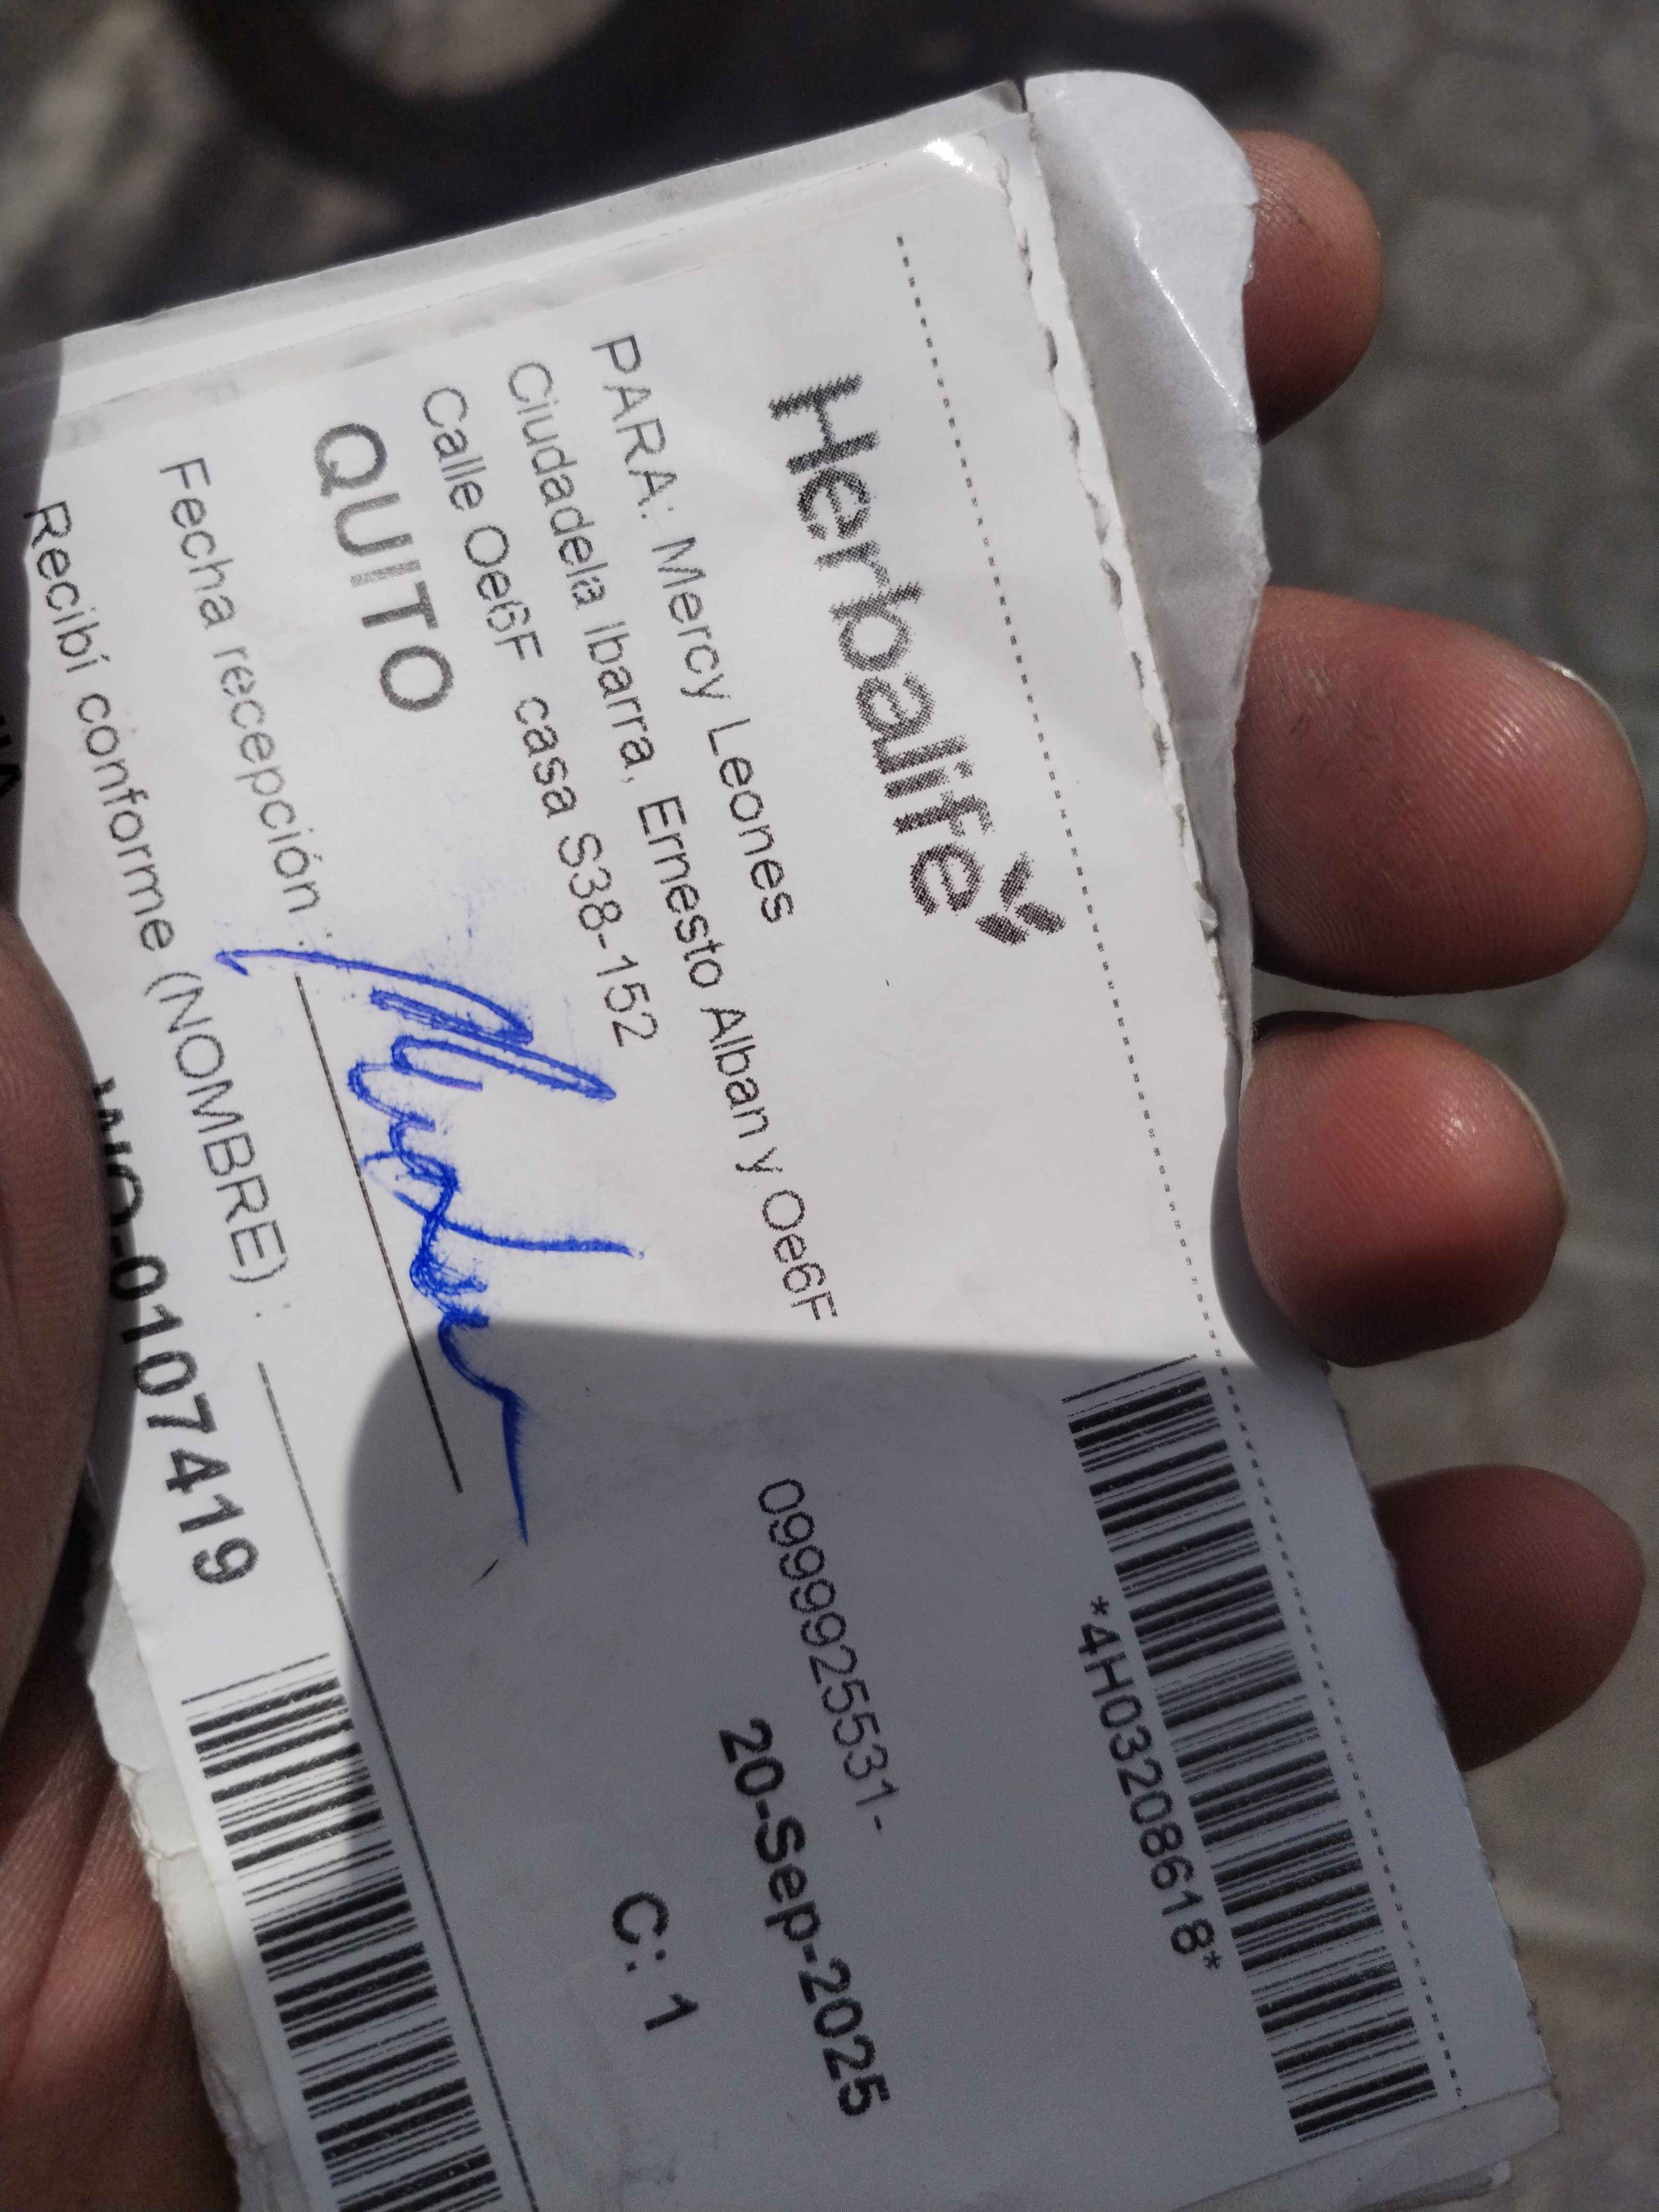 Herbalife
*4H03208618*
PARA: Mercy Leones
Ciudadela Ibarra, Ernesto Alban y Oe6F
0999925531-
Calle Oe6F casa S38-152
20-Sep-2025
QUITO
C: 1
Fecha recepción :
Recibí conforme (NOMBRE) :
WO-0107419